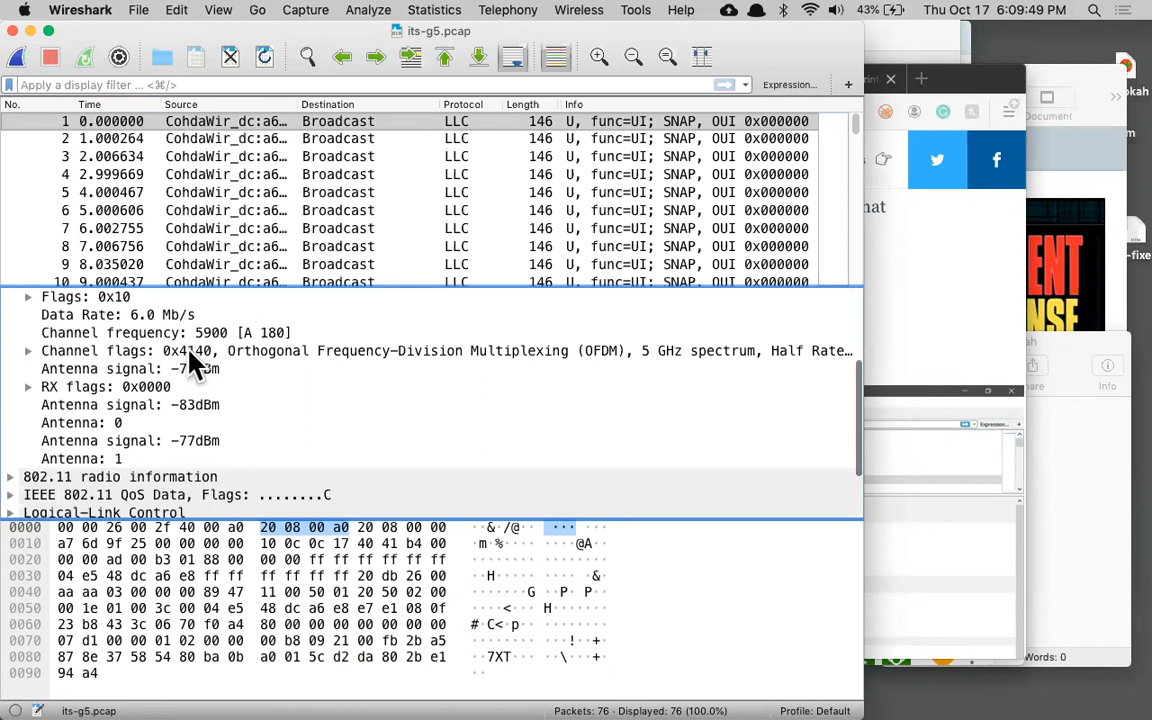 Wireshark File Edit View Go Capture Analyze Statistics Telephony Wireless Tools Help 43% Thu Oct 17 6:09:49 PM
its-g5.pcap
Apply a display filter ... <⌘/> Expression... +
No. Time Source Destination Protocol Length Info
1 0.000000 CohdaWir_dc:a6… Broadcast LLC 146 U, func=UI; SNAP, OUI 0x000000
2 1.000264 CohdaWir_dc:a6… Broadcast LLC 146 U, func=UI; SNAP, OUI 0x000000
3 2.006634 CohdaWir_dc:a6… Broadcast LLC 146 U, func=UI; SNAP, OUI 0x000000
4 2.999669 CohdaWir_dc:a6… Broadcast LLC 146 U, func=UI; SNAP, OUI 0x000000
5 4.000467 CohdaWir_dc:a6… Broadcast LLC 146 U, func=UI; SNAP, OUI 0x000000
6 5.000606 CohdaWir_dc:a6… Broadcast LLC 146 U, func=UI; SNAP, OUI 0x000000
7 6.002755 CohdaWir_dc:a6… Broadcast LLC 146 U, func=UI; SNAP, OUI 0x000000
8 7.006756 CohdaWir_dc:a6… Broadcast LLC 146 U, func=UI; SNAP, OUI 0x000000
9 8.035020 CohdaWir_dc:a6… Broadcast LLC 146 U, func=UI; SNAP, OUI 0x000000
10 9.000437 CohdaWir_dc:a6… Broadcast LLC 146 U, func=UI; SNAP, OUI 0x000000
Flags: 0x10
Data Rate: 6.0 Mb/s
Channel frequency: 5900 [A 180]
Channel flags: 0x4140, Orthogonal Frequency-Division Multiplexing (OFDM), 5 GHz spectrum, Half Rate…
Antenna signal:
RX flags: 0x0000
Antenna signal: -83dBm
Antenna: 0
Antenna signal: -77dBm
Antenna: 1
802.11 radio information
IEEE 802.11 QoS Data, Flags: ........C
Logical-Link Control
0000 00 00 26 00 2f 40 00 a0 20 08 00 a0 20 08 00 00 ··&·/@·· ··· ···
0010 a7 6d 9f 25 00 00 00 00 10 0c 0c 17 40 41 b4 00 ·m·%···· ····@A··
0020 00 00 ad 00 b3 01 88 00 00 00 ff ff ff ff ff ff
0030 04 e5 48 dc a6 e8 ff ff ff ff ff ff 20 db 26 00 ··H····· ······ ·&·
0040 aa aa 03 00 00 00 89 47 11 00 50 01 20 50 02 00 ·······G ··P· P··
0050 00 1e 01 00 3c 00 04 e5 48 dc a6 e8 e7 e1 08 0f ····<··· H·······
0060 23 b8 43 3c 06 70 f0 a4 80 00 00 00 00 00 00 00 #·C<·p·· ········
0070 07 d1 00 00 01 02 00 00 00 b8 09 21 00 fb 2b a5 ········ ···!··+·
0080 87 8e 37 58 54 80 ba 0b a0 01 5c d2 da 80 2b e1 ··7XT··· ··\···+·
0090 94 a4 ··
its-g5.pcap Packets: 76 · Displayed: 76 (100.0%) Profile: Default
Document
hat
Info
Expression...
Words: 0